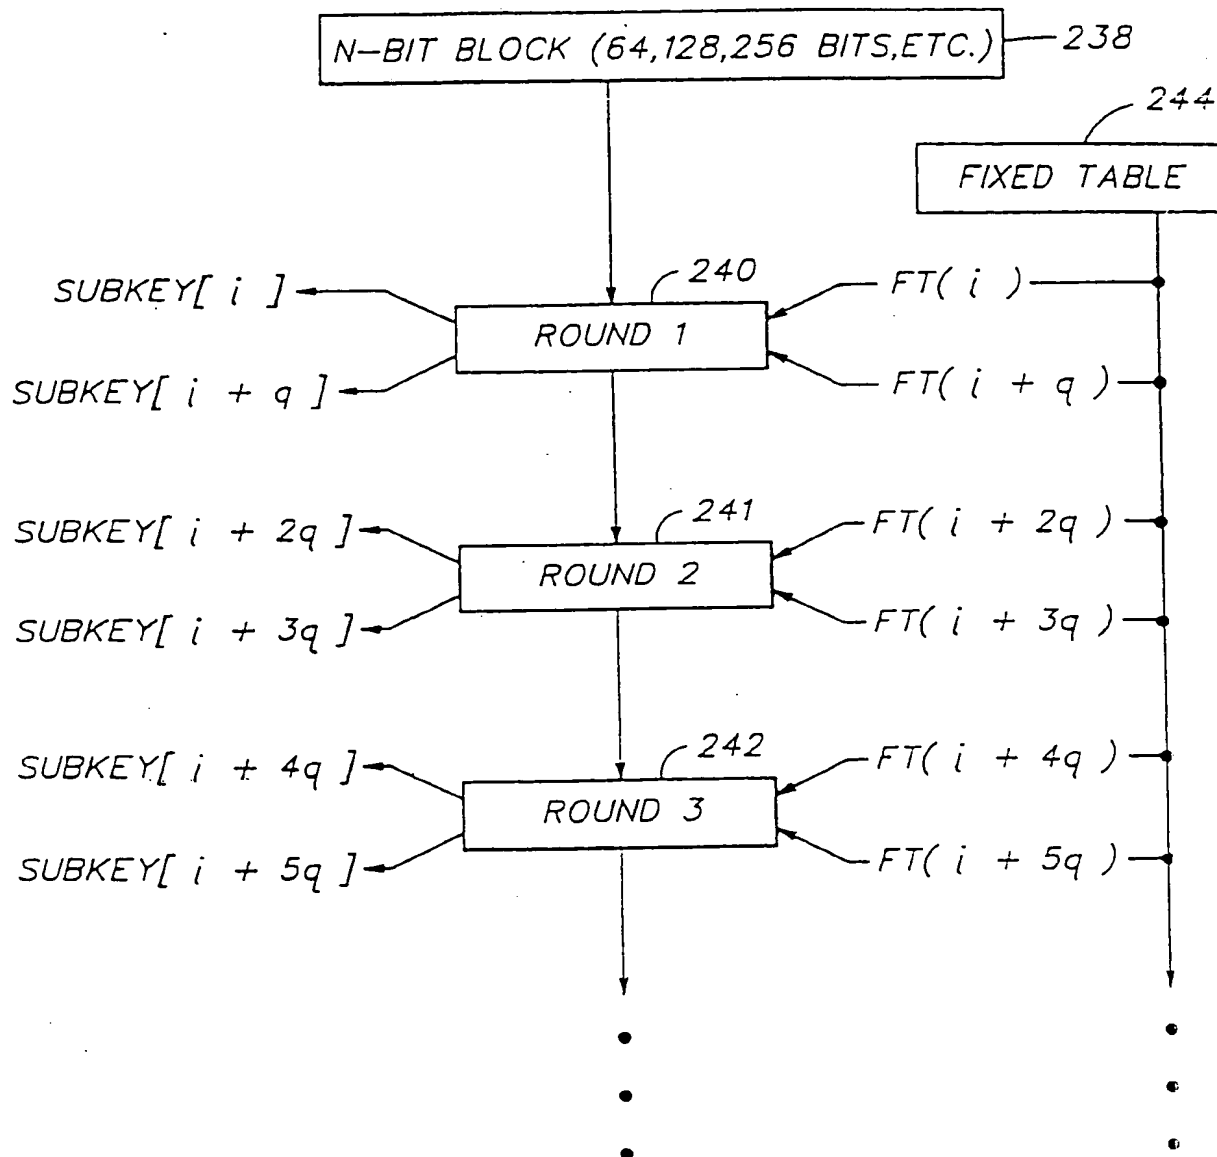 N-BIT BLOCK (64,128,256 BITS,ETC.)
238
244
FIXED TABLE
240
SUBKEY[ i ]
FT( i )
ROUND 1
SUBKEY[ i + q ]
FT( i + q )
241
SUBKEY[ i + 2q ]
FT( i + 2q )
ROUND 2
SUBKEY[ i + 3q ]
FT( i + 3q )
242
SUBKEY[ i + 4q ]
FT( i + 4q )
ROUND 3
SUBKEY[ i + 5q ]
FT( i + 5q )